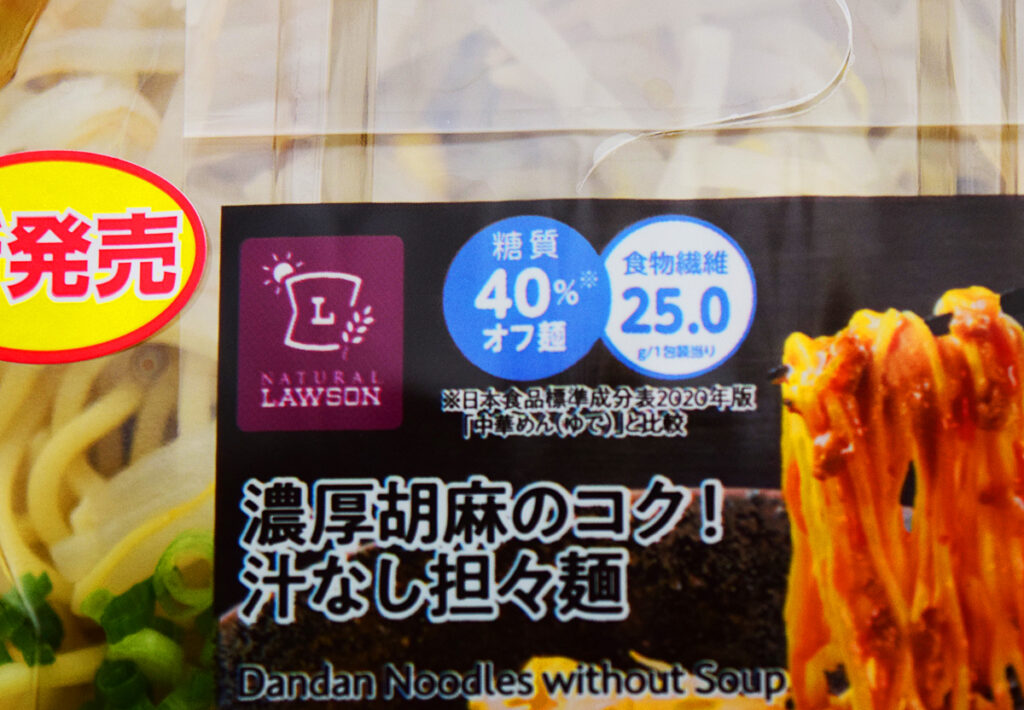 発売
糖質
40%※
オフ麺
食物繊維
25.0
g/1包装当り
L
NATURAL
LAWSON
※日本食品標準成分表2020年版
「中華めん(ゆで)」と比較
濃厚胡麻のコク!
汁なし担々麺
Dandan Noodles without Soup